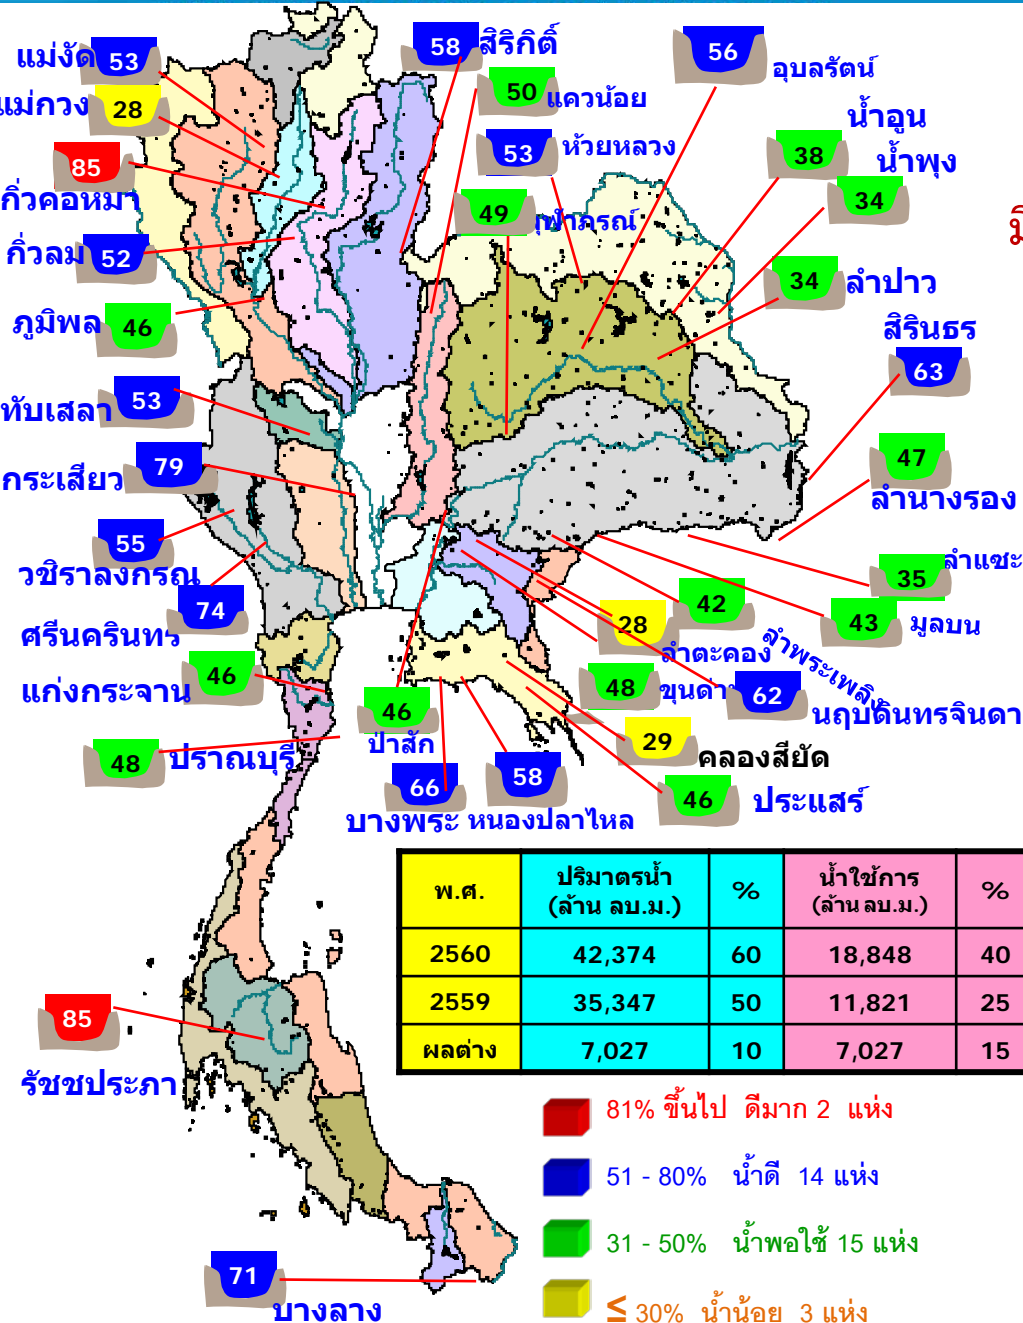 แม่งัด 53
58 สิริกิติ์
56 อุบลรัตน์
แม่กวง 28
50 แควน้อย
น้ำอูน
53 ห้วยหลวง
38 น้ำพุง
85
กิ่วคอหมา
34
49 จุฬาภรณ์
กิ่วลม 52
34 ลำปาว
ภูมิพล 46
สิรินธร
63
ทับเสลา 53
กระเสียว 79
47
ลำนางรอง
55
วชิราลงกรณ
35 ลำแซะ
74
ศรีนครินทร์
28
42
43 มูลบน
ลำตะคอง
ลำพระเพลิง
แก่งกระจาน 46
48
62 นฤบดินทรจินดา
46
ป่าสัก
29 คลองสียัด
48 ปราณบุรี
66
58
46 ประแสร์
บางพระ หนองปลาไหล
พ.ศ. ปริมาตรน้ำ (ล้าน ลบ.ม.) % น้ำใช้การ (ล้าน ลบ.ม.) %
2560 42,374 60 18,848 40
2559 35,347 50 11,821 25
ผลต่าง 7,027 10 7,027 15
85
รัชชประภา
81% ขึ้นไป ดีมาก 2 แห่ง
51 - 80% น้ำดี 14 แห่ง
31 - 50% น้ำพอใช้ 15 แห่ง
≤ 30% น้ำน้อย 3 แห่ง
71
บางลาง